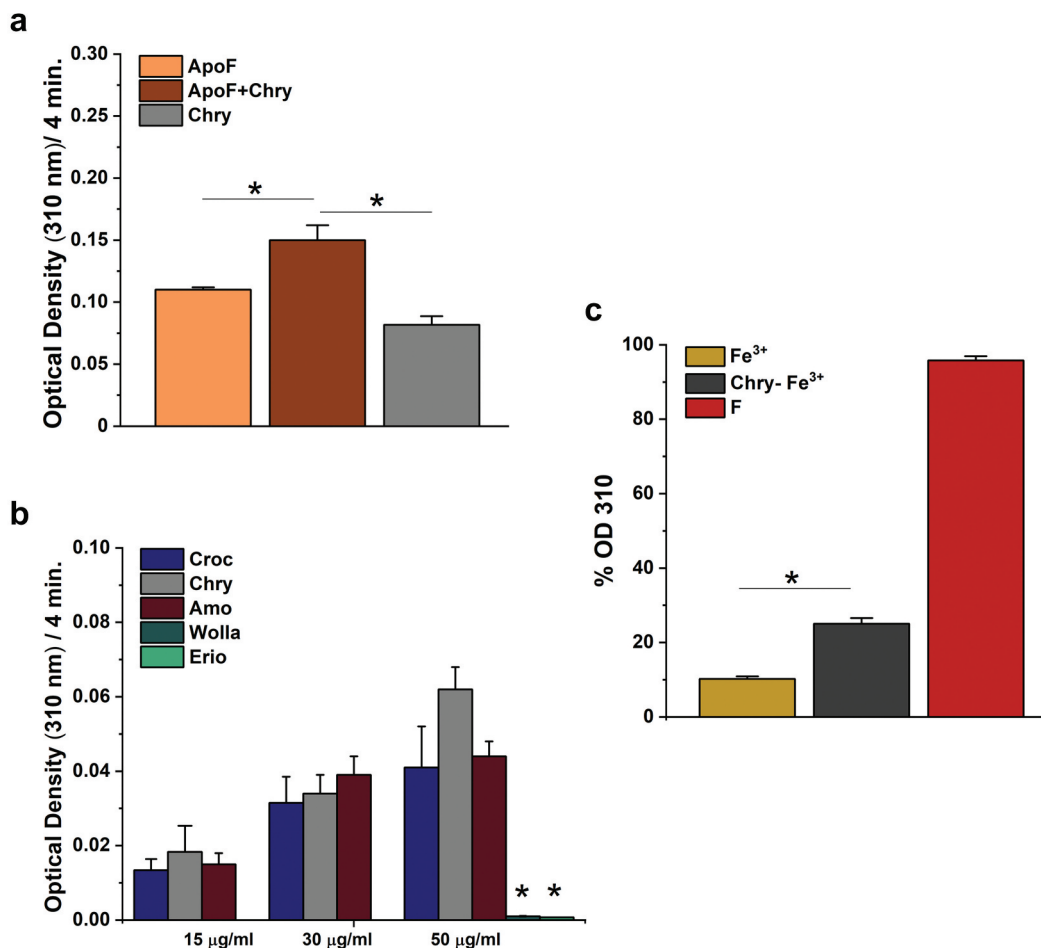 a
Optical Density (310 nm)/ 4 min.
0.30
0.25
0.20
0.15
0.10
0.05
0
ApoF
ApoF+Chry
Chry
*
*
b
Optical Density (310 nm) / 4 min.
0.10
0.08
0.06
0.04
0.02
0.00
Croc
Chry
Amo
Wolla
Erio
* *
15 µg/ml 30 µg/ml 50 µg/ml
c
% OD 310
100
80
60
40
20
0
Fe³⁺
Chry- Fe³⁺
F
*